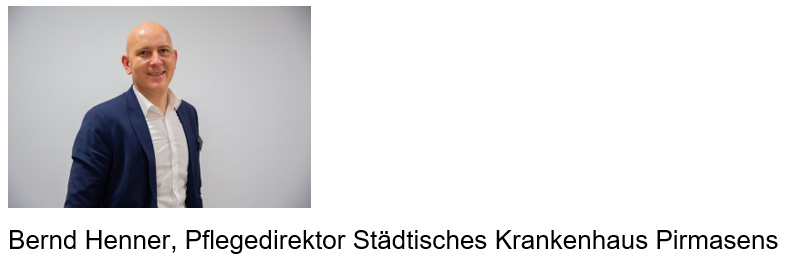 Bernd Henner, Pflegedirektor Städtisches Krankenhaus Pirmasens